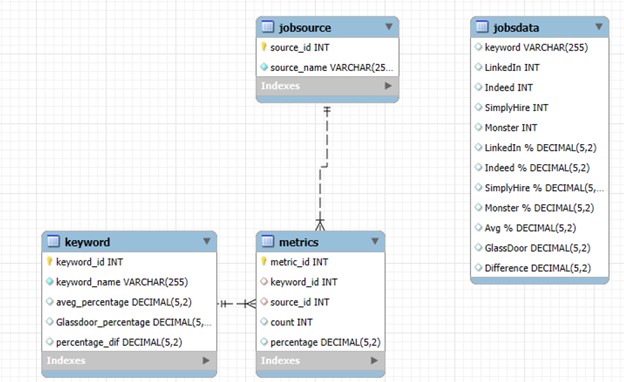 jobsource
source_id INT
source_name VARCHAR(25...
Indexes
jobsdata
keyword VARCHAR(255)
LinkedIn INT
Indeed INT
SimplyHire INT
Monster INT
LinkedIn % DECIMAL(5,2)
Indeed % DECIMAL(5,2)
SimplyHire % DECIMAL(5,...
Monster % DECIMAL(5,2)
Avg % DECIMAL(5,2)
GlassDoor DECIMAL(5,2)
Difference DECIMAL(5,2)
keyword
keyword_id INT
keyword_name VARCHAR(255)
aveg_percentage DECIMAL(5,2)
Glassdoor_percentage DECIMAL(5,...
percentage_dif DECIMAL(5,2)
Indexes
metrics
metric_id INT
keyword_id INT
source_id INT
count INT
percentage DECIMAL(5,2)
Indexes